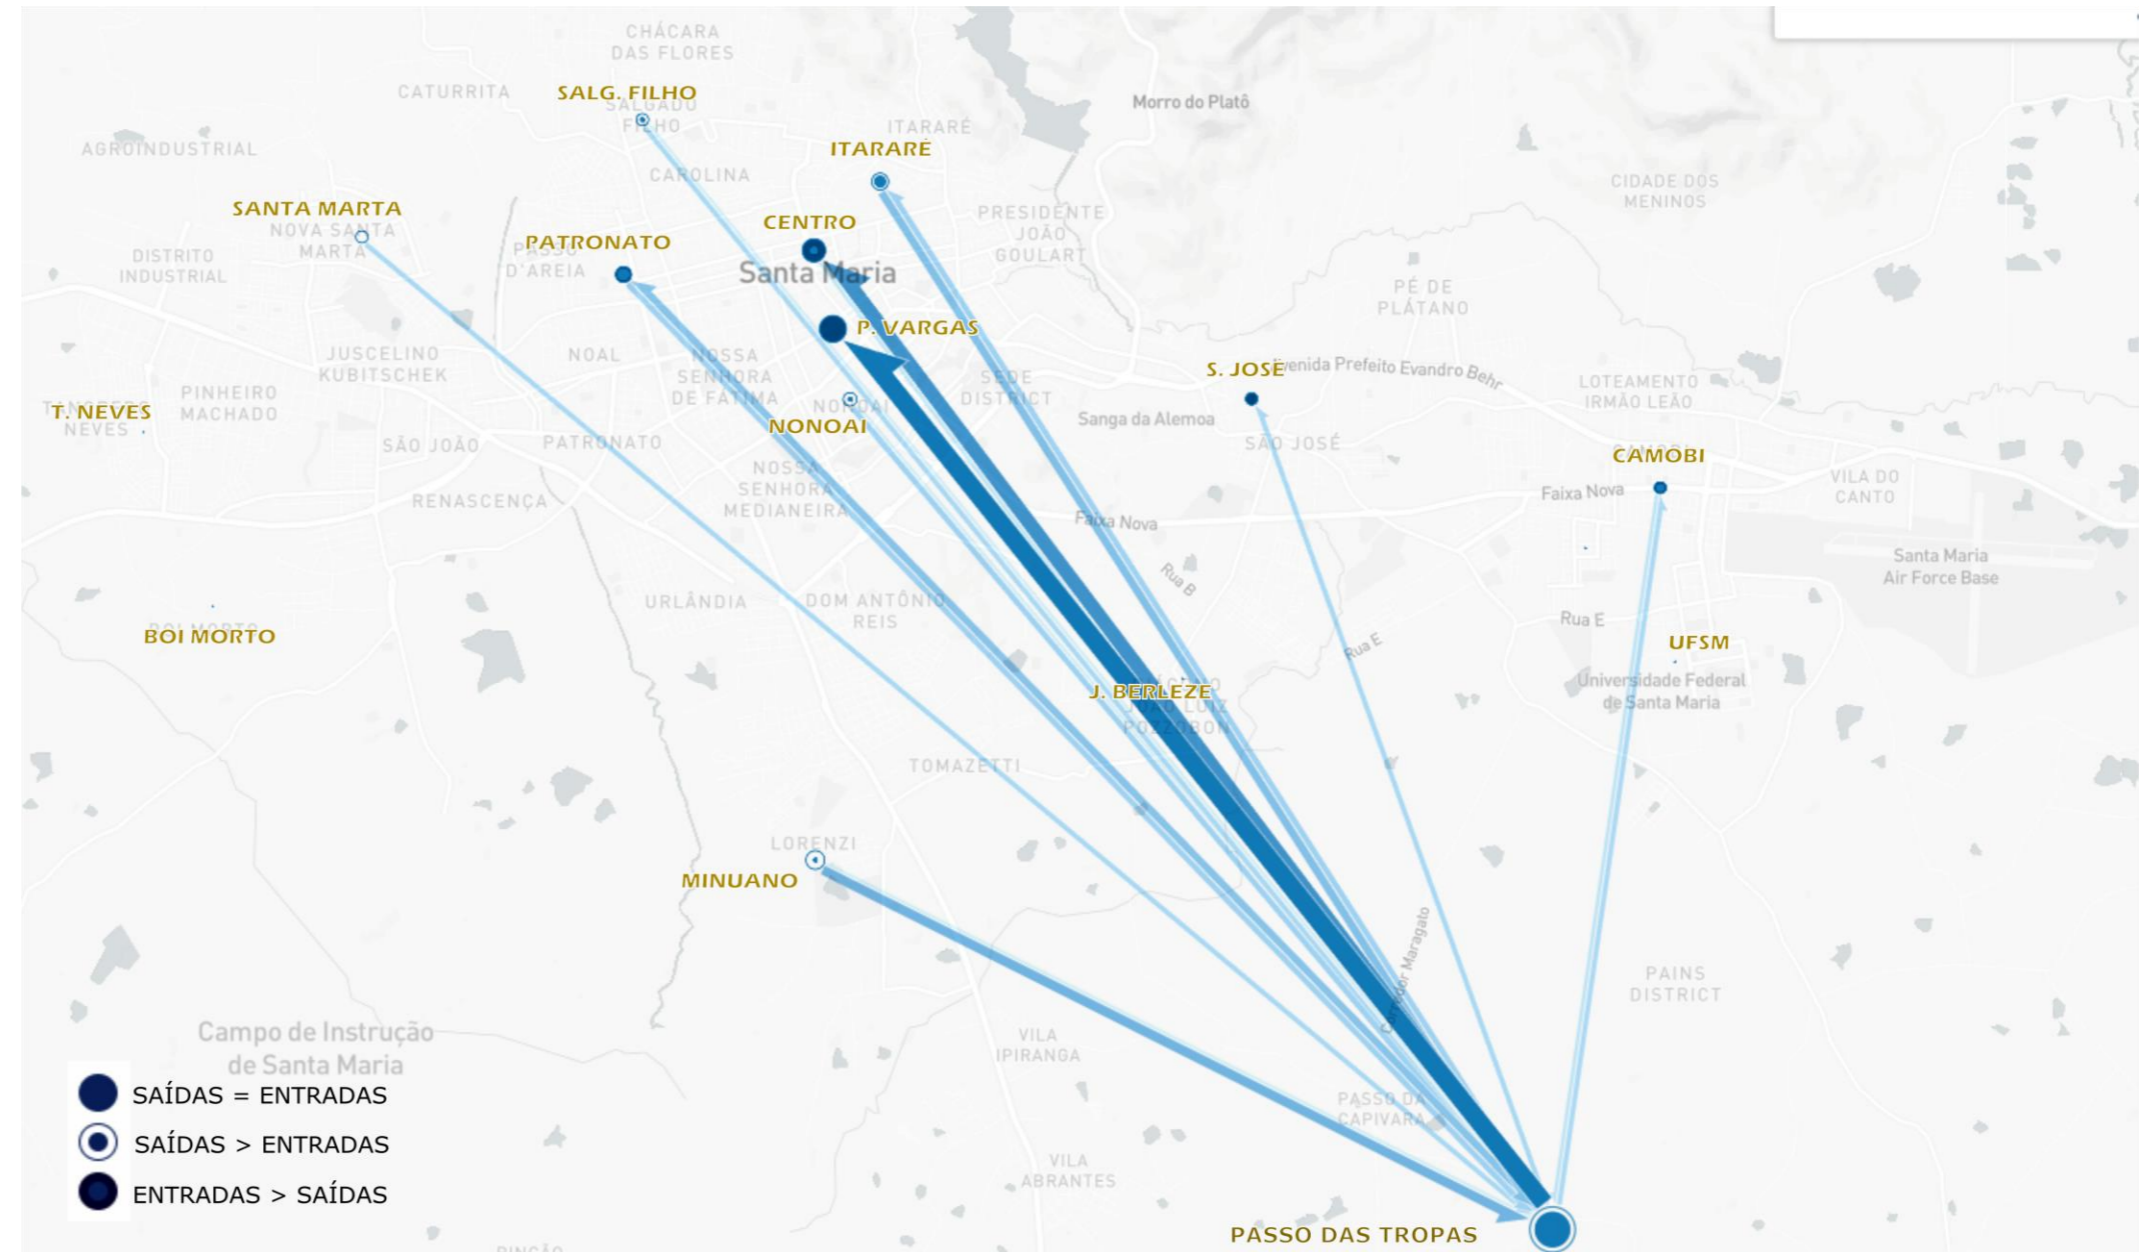 CHÁCARA
DAS FLORES
CATURRITA
SALG. FILHO
SALGADO
FILHO
Morro do Platô
ITARARÉ
ITARARÉ
AGROINDUSTRIAL
CAROLINA
CIDADE DOS
MENINOS
SANTA MARTA
NOVA SANTA
MARTA
CENTRO
PRESIDENTE
JOÃO
GOULART
PATRONATO
PASSO
D'AREIA
DISTRITO
INDUSTRIAL
Santa Maria
PÉ DE
PLÁTANO
P. VARGAS
JUSCELINO
KUBITSCHEK
NOAL
NOSSA
SENHORA
DE FÁTIMA
SEDE
DISTRICT
S. JOSÉ
Avenida Prefeito Evandro Behr
LOTEAMENTO
IRMÃO LEÃO
PINHEIRO
MACHADO
T. NEVES
NEVES
NONOAI
NONOAI
Sanga da Alemoa
SÃO JOÃO
PATRONATO
SÃO JOSÉ
CAMOBI
NOSSA
SENHORA
MEDIANEIRA
VILA DO
CANTO
RENASCENÇA
Faixa Nova
Faixa Nova
Santa Maria
Air Force Base
Rua B
URLÂNDIA
DOM ANTÔNIO
REIS
Rua E
Rua E
BOI MORTO
UFSM
Universidade Federal
de Santa Maria
J. BERLEZE
JOÃO LUIZ
POZZOBON
TOMAZETTI
LORENZI
MINUANO
Corredor Maragato
PAINS
DISTRICT
Campo de Instrução
de Santa Maria
VILA
IPIRANGA
SAÍDAS = ENTRADAS
PASSO DA
CAPIVARA
SAÍDAS > ENTRADAS
VILA
ABRANTES
ENTRADAS > SAÍDAS
PASSO DAS TROPAS